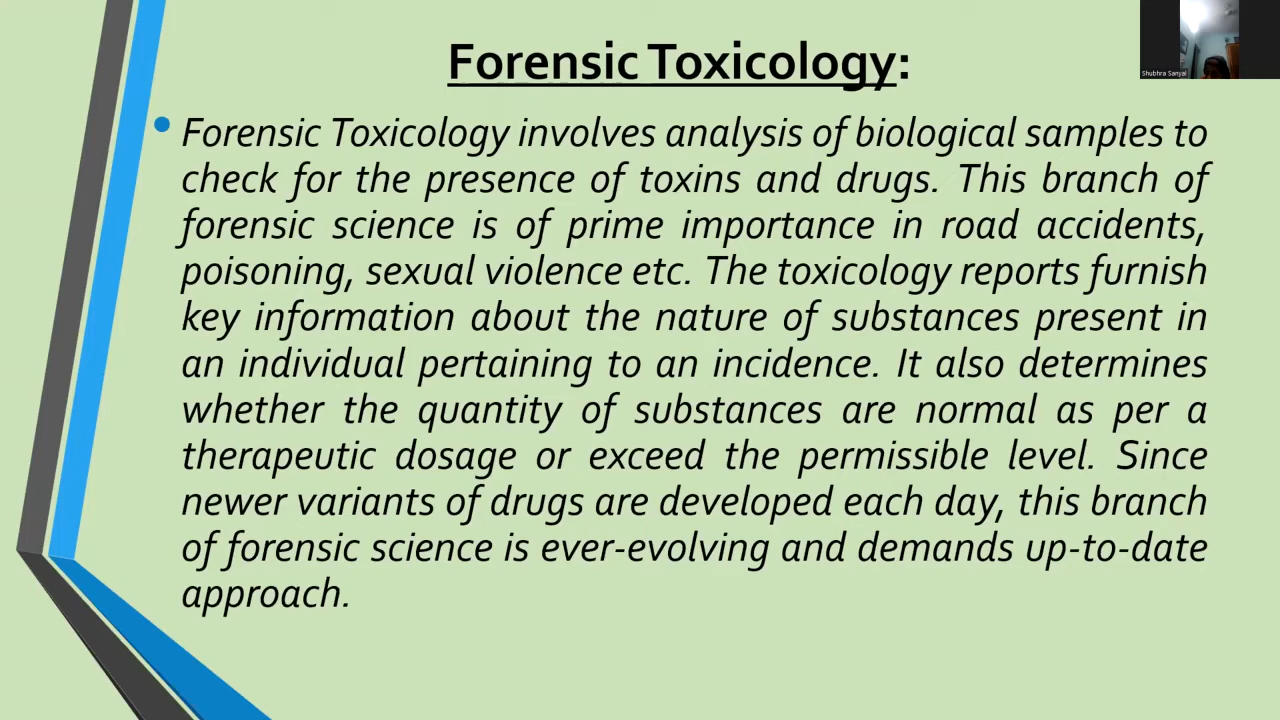 Forensic Toxicology:
Shubhra Sanyal
• Forensic Toxicology involves analysis of biological samples to
check for the presence of toxins and drugs. This branch of
forensic science is of prime importance in road accidents,
poisoning, sexual violence etc. The toxicology reports furnish
key information about the nature of substances present in
an individual pertaining to an incidence. It also determines
whether the quantity of substances are normal as per a
therapeutic dosage or exceed the permissible level. Since
newer variants of drugs are developed each day, this branch
of forensic science is ever-evolving and demands up-to-date
approach.